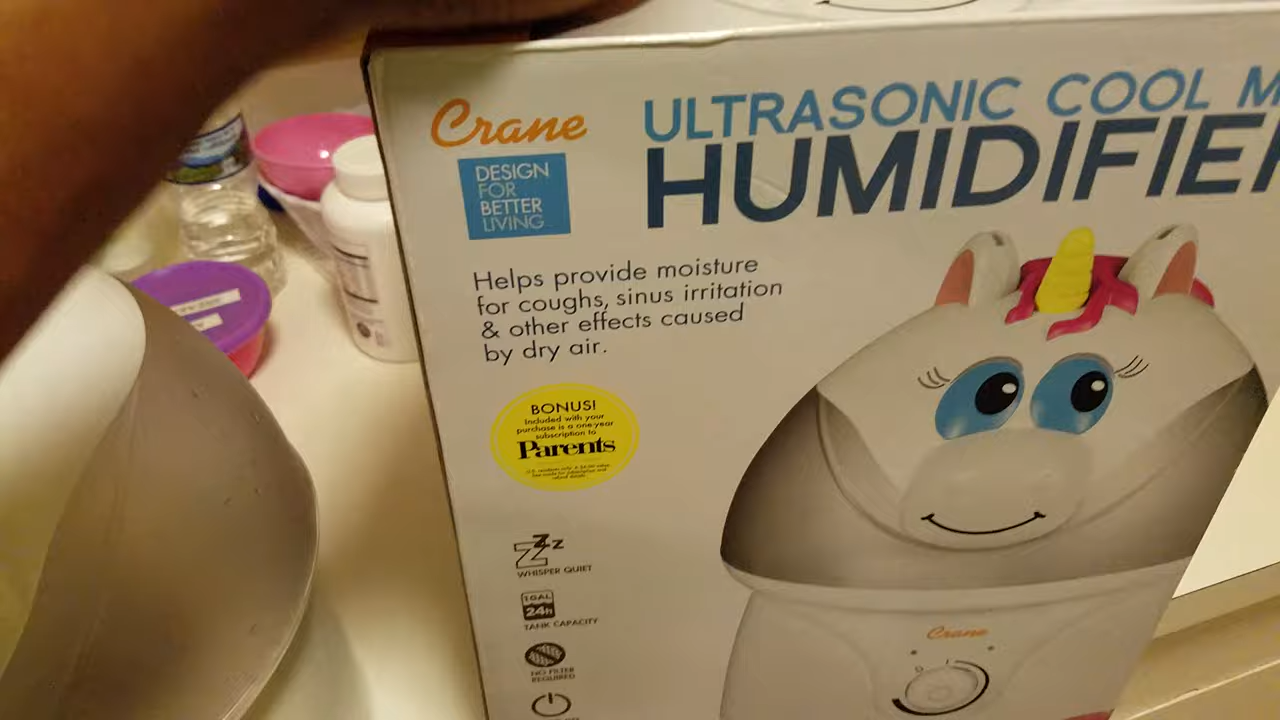 Crane
DESIGN
FOR
BETTER
LIVING
ULTRASONIC COOL M
HUMIDIFIER
Helps provide moisture
for coughs, sinus irritation
& other effects caused
by dry air.
BONUS!
Included with your
purchase is a one-year
subscription to
Parents
ZZZ
WHISPER QUIET
1GAL
24h
TANK CAPACITY
NO FILTER
REQUIRED
Crane